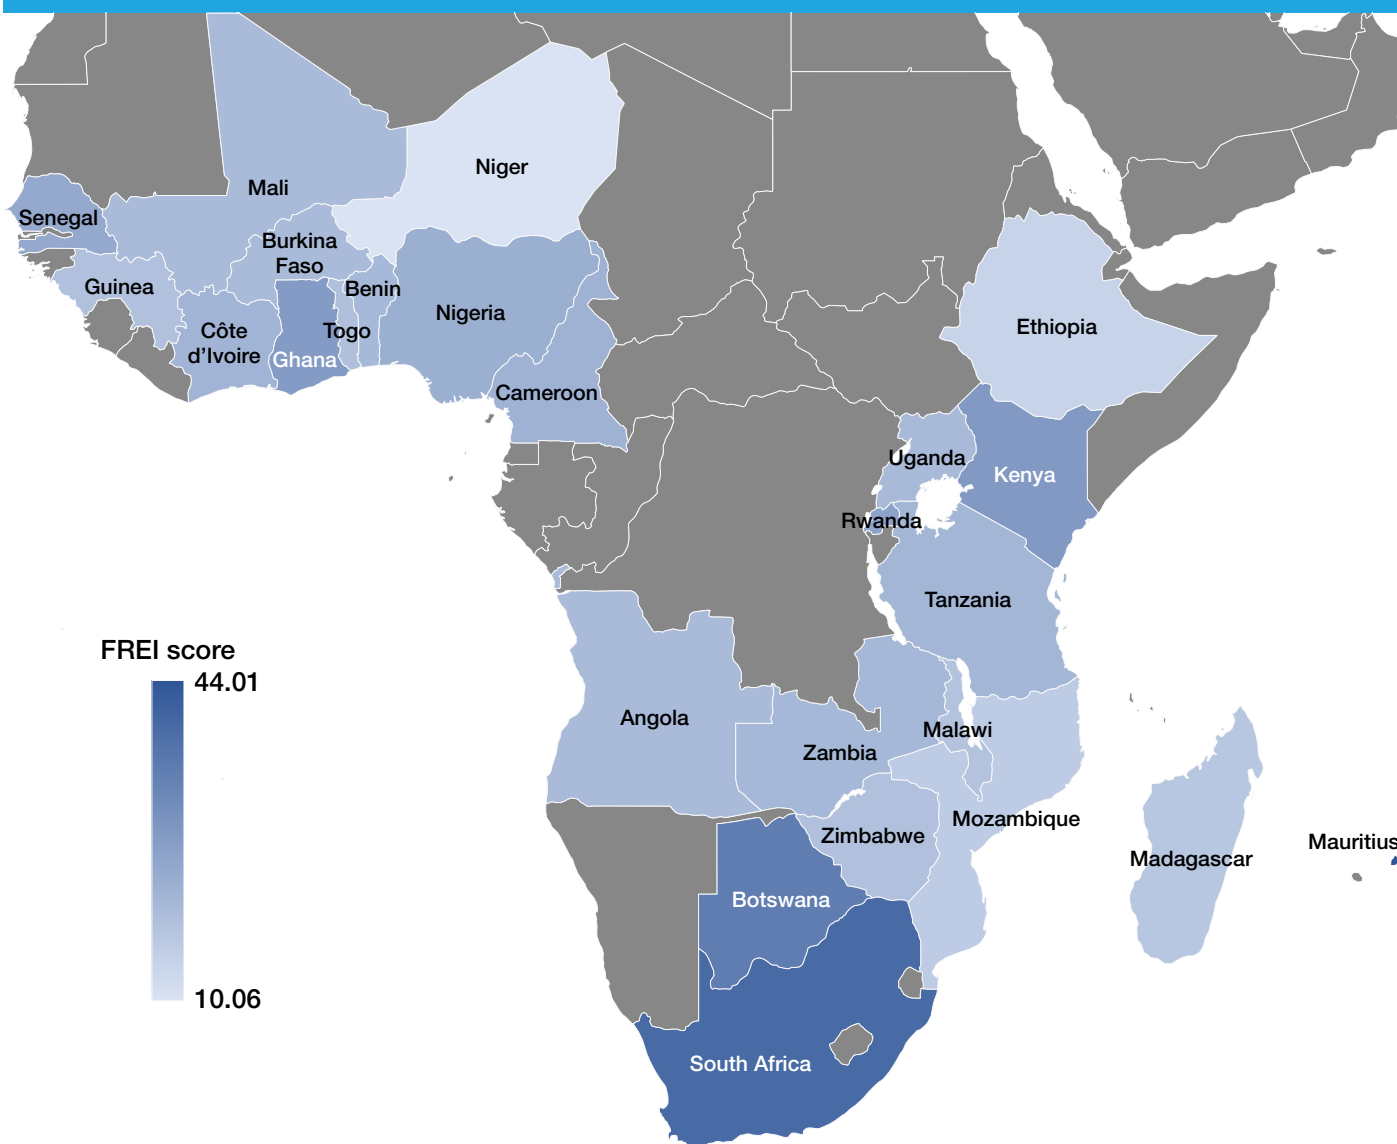 Niger
Mali
Senegal
Burkina
Faso
Guinea
Benin
Nigeria
Ethiopia
Côte
d’Ivoire
Togo
Ghana
Cameroon
Uganda
Kenya
Rwanda
Tanzania
FREI score
44.01
10.06
Angola
Malawi
Zambia
Mozambique
Zimbabwe
Mauritius
Madagascar
Botswana
South Africa